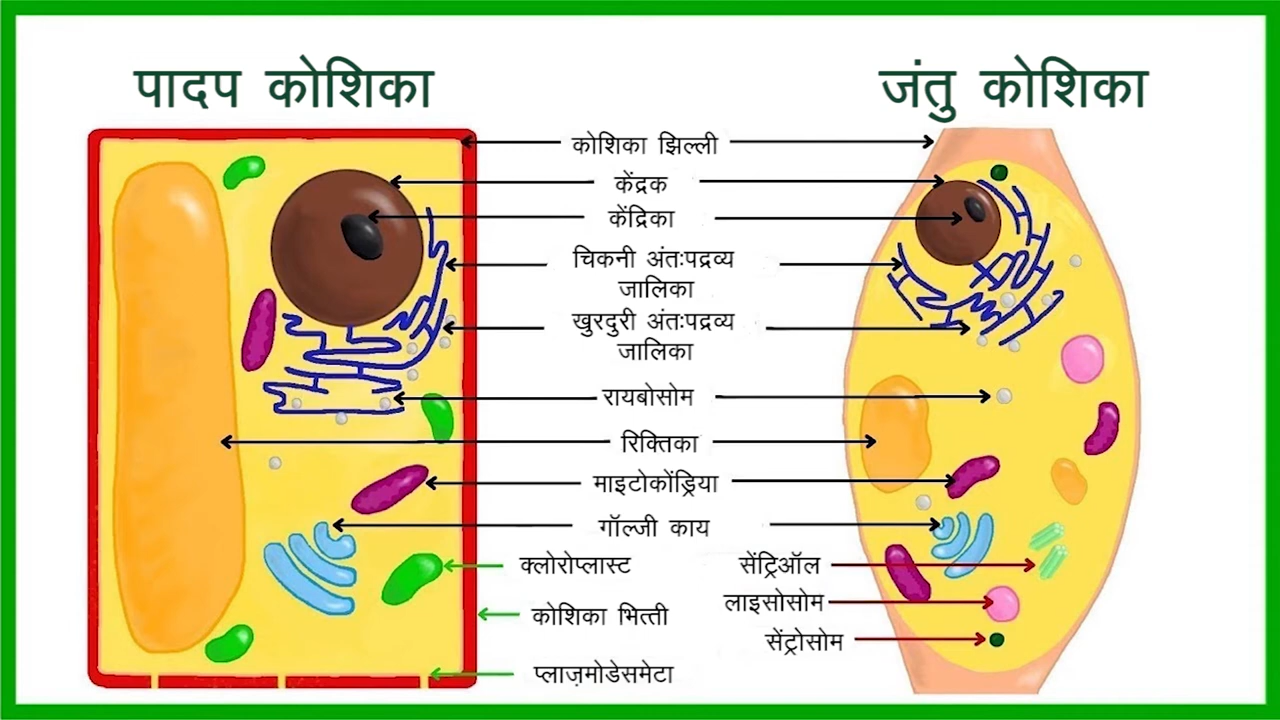 पादप कोशिका
जंतु कोशिका
कोशिका झिल्ली
केंद्रक
केंद्रिका
चिकनी अंतःपद्रव्य
जालिका
खुरदुरी अंतःपद्रव्य
जालिका
रायबोसोम
रिक्तिका
माइटोकोंड्रिया
गॉल्जी काय
क्लोरोप्लास्ट
सेंट्रिऑल
कोशिका भित्ती
लाइसोसोम
सेंट्रोसोम
प्लाज़मोडेसमेटा